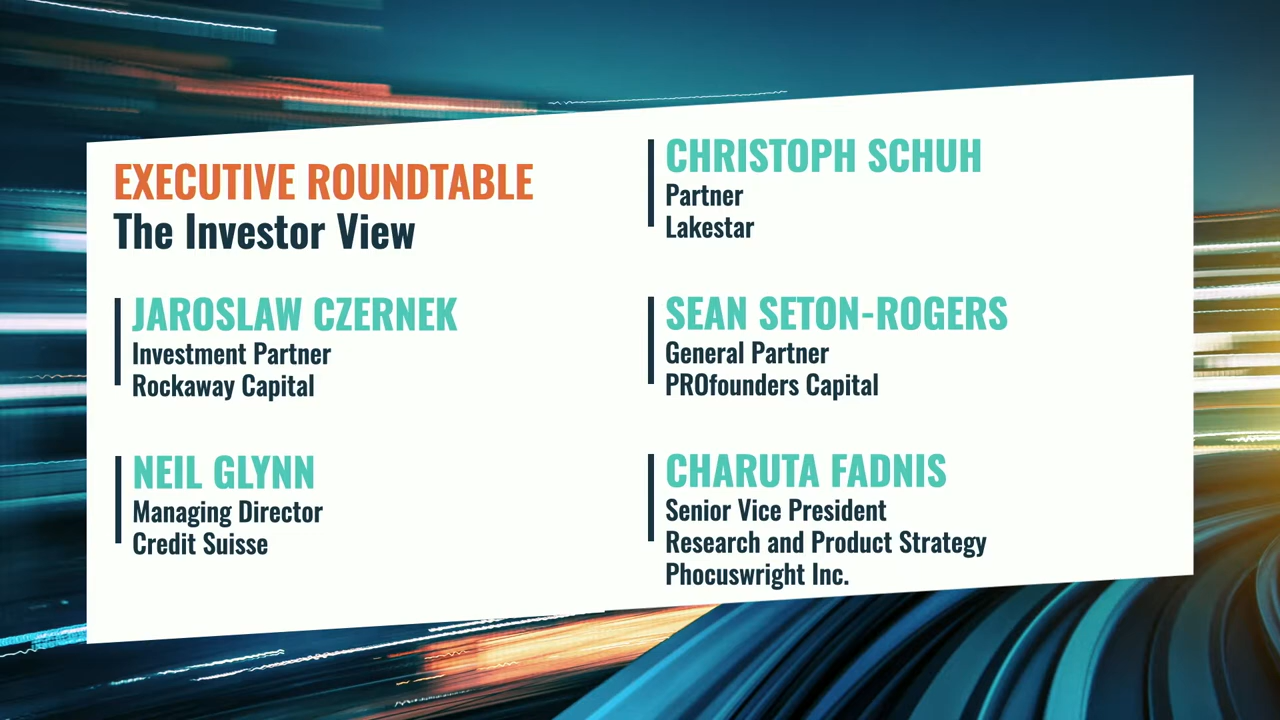 EXECUTIVE ROUNDTABLE
The Investor View
JAROSLAW CZERNEK
Investment Partner
Rockaway Capital
NEIL GLYNN
Managing Director
Credit Suisse
CHRISTOPH SCHUH
Partner
Lakestar
SEAN SETON-ROGERS
General Partner
PROfounders Capital
CHARUTA FADNIS
Senior Vice President
Research and Product Strategy
Phocuswright Inc.